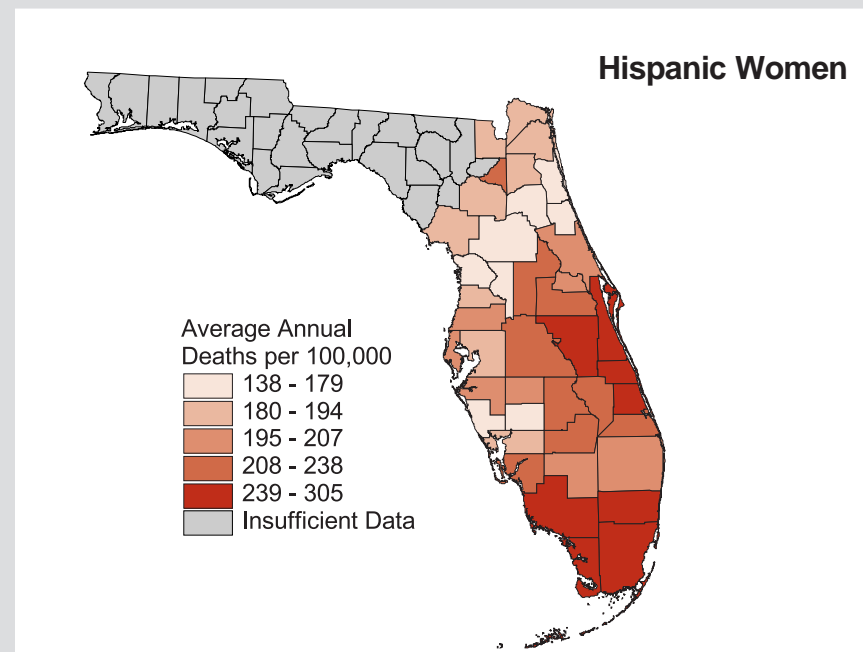 Hispanic Women
Average Annual
Deaths per 100,000
138 - 179
180 - 194
195 - 207
208 - 238
239 - 305
Insufficient Data